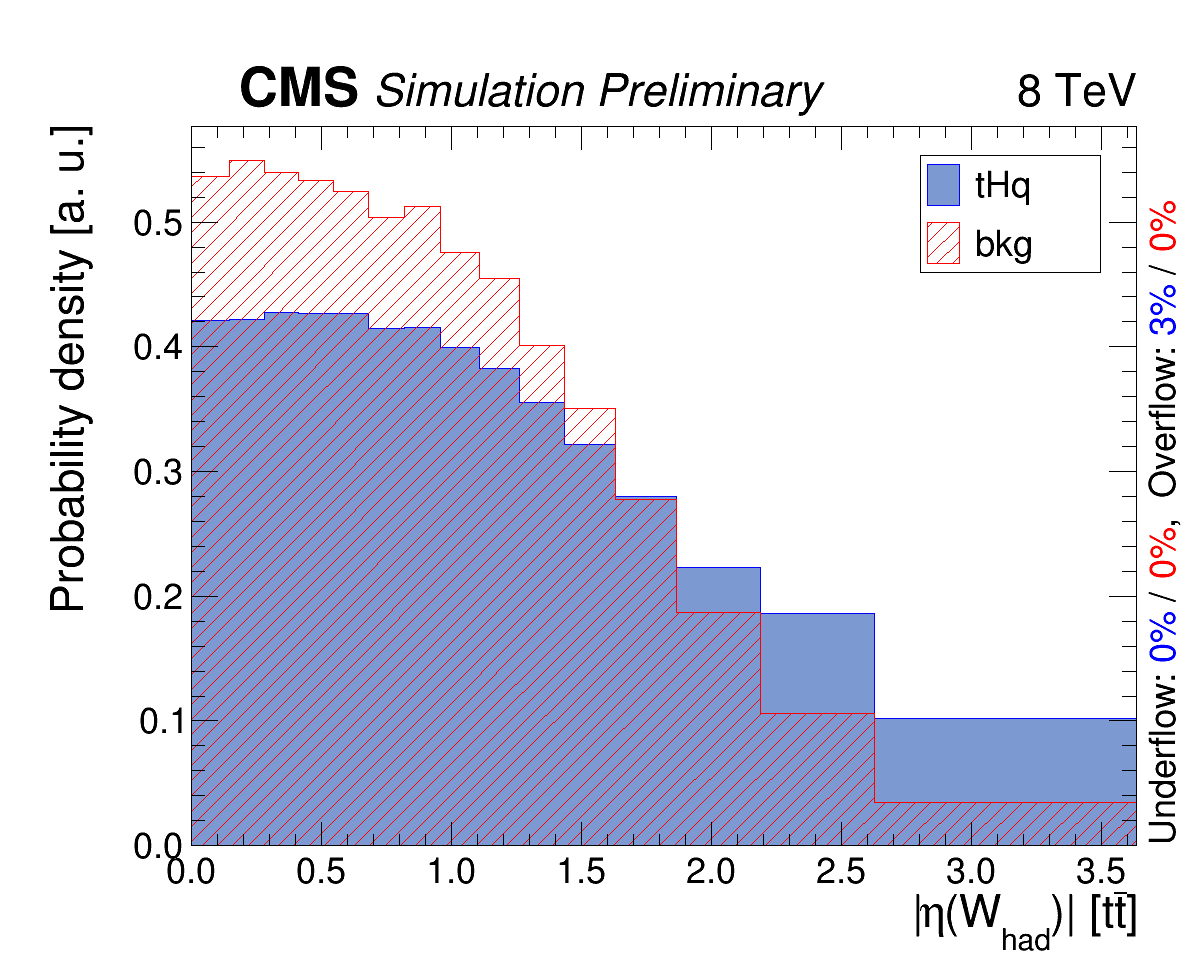 CMS Simulation Preliminary 8 TeV
Probability density [a. u.]
0.5
0.4
0.3
0.2
0.1
0.0
tHq
bkg
Underflow: 0% / 0%, Overflow: 3% / 0%
0.0 0.5 1.0 1.5 2.0 2.5 3.0 3.5
|η(W_had)| [tt̄]